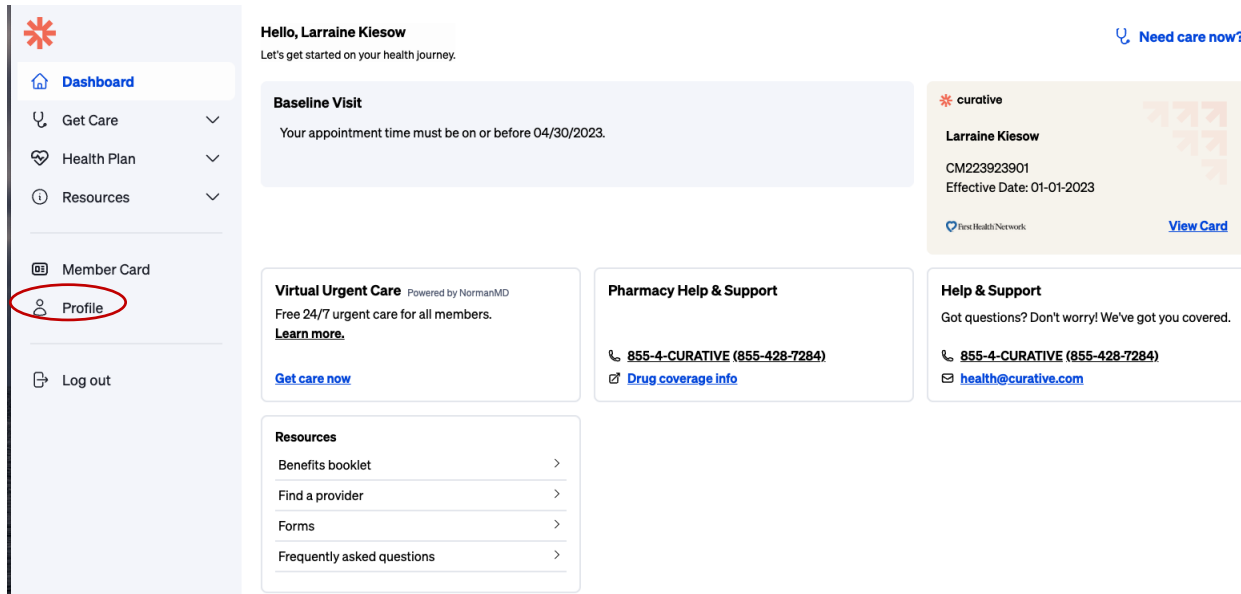 Dashboard
Get Care
Health Plan
Resources
Member Card
Profile
Log out
Hello, Larraine Kiesow
Let's get started on your health journey.
Need care now?
Baseline Visit
Your appointment time must be on or before 04/30/2023.
curative
Larraine Kiesow
CM223923901
Effective Date: 01-01-2023
First Health Network
View Card
Virtual Urgent Care Powered by NormanMD
Free 24/7 urgent care for all members.
Learn more.
Get care now
Pharmacy Help & Support
855-4-CURATIVE (855-428-7284)
Drug coverage info
Help & Support
Got questions? Don't worry! We've got you covered.
855-4-CURATIVE (855-428-7284)
health@curative.com
Resources
Benefits booklet
Find a provider
Forms
Frequently asked questions